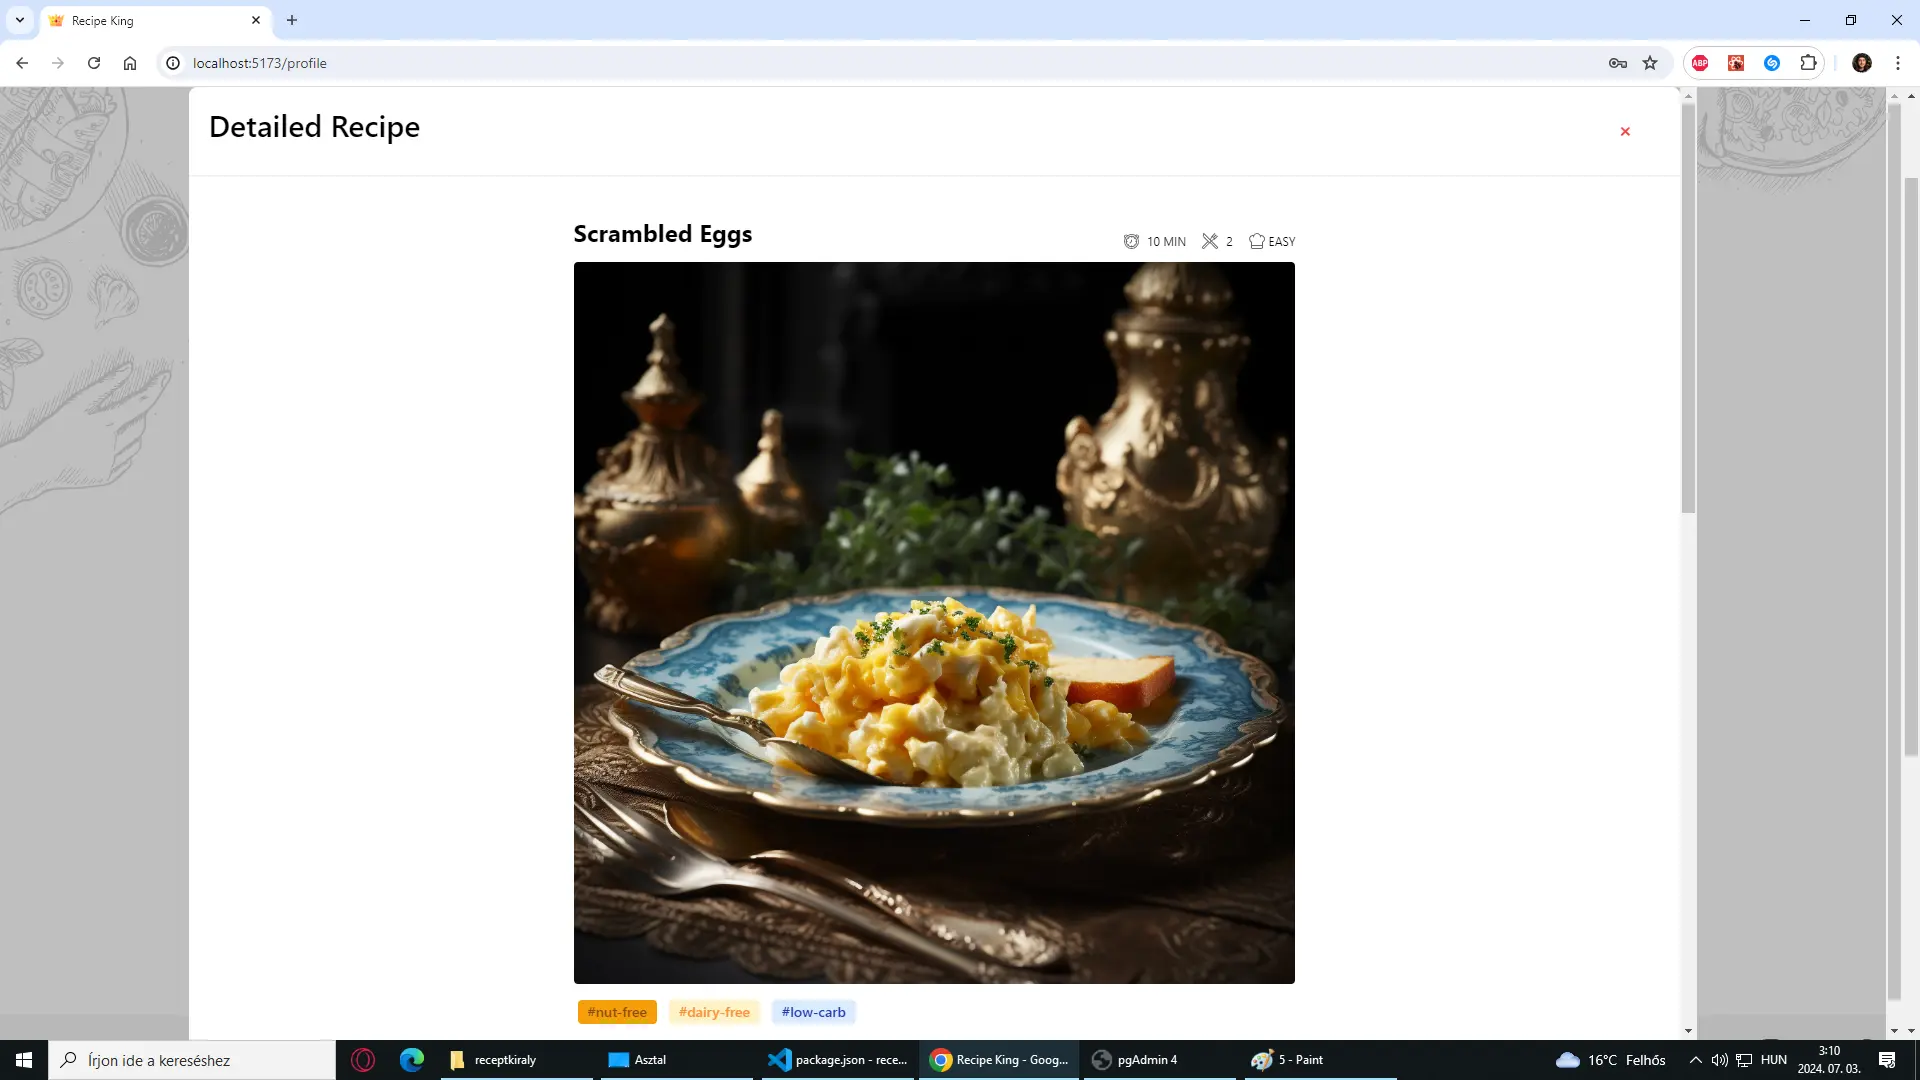 Recipe King
localhost:5173/profile
ABP
Detailed Recipe
Scrambled Eggs
10 MIN 2 EASY
#nut-free #dairy-free #low-carb
Írjon ide a kereséshez
receptkiraly
Asztal
package.json - rece...
Recipe King - Goog...
pgAdmin 4
5 - Paint
16°C Felhős
HUN
3:10
2024. 07. 03.